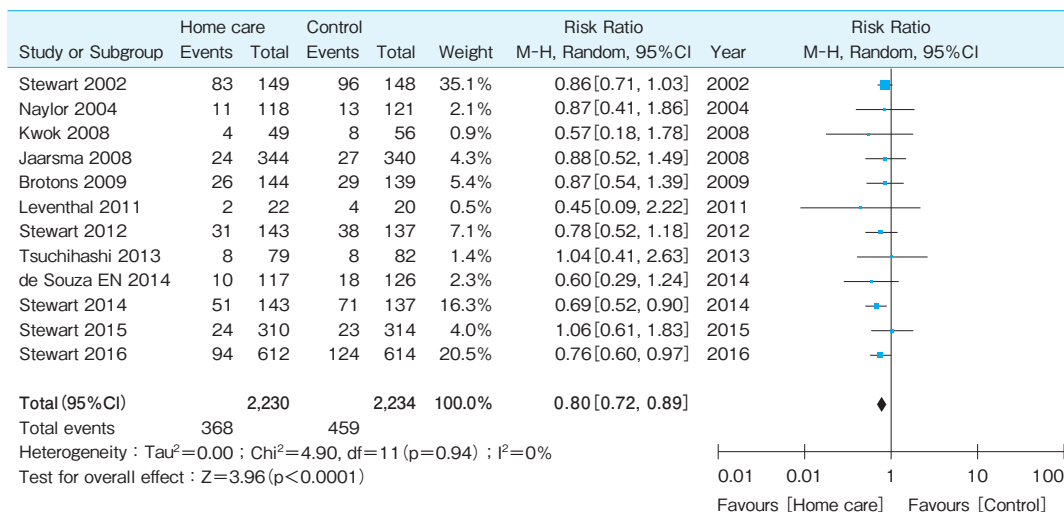 Home care Control Risk Ratio Risk Ratio
Study or Subgroup Events Total Events Total Weight M-H, Random, 95%CI Year M-H, Random, 95%CI
Stewart 2002 83 149 96 148 35.1% 0.86[0.71, 1.03] 2002
Naylor 2004 11 118 13 121 2.1% 0.87[0.41, 1.86] 2004
Kwok 2008 4 49 8 56 0.9% 0.57[0.18, 1.78] 2008
Jaarsma 2008 24 344 27 340 4.3% 0.88[0.52, 1.49] 2008
Brotons 2009 26 144 29 139 5.4% 0.87[0.54, 1.39] 2009
Leventhal 2011 2 22 4 20 0.5% 0.45[0.09, 2.22] 2011
Stewart 2012 31 143 38 137 7.1% 0.78[0.52, 1.18] 2012
Tsuchihashi 2013 8 79 8 82 1.4% 1.04[0.41, 2.63] 2013
de Souza EN 2014 10 117 18 126 2.3% 0.60[0.29, 1.24] 2014
Stewart 2014 51 143 71 137 16.3% 0.69[0.52, 0.90] 2014
Stewart 2015 24 310 23 314 4.0% 1.06[0.61, 1.83] 2015
Stewart 2016 94 612 124 614 20.5% 0.76[0.60, 0.97] 2016
Total(95%CI) 2,230 2,234 100.0% 0.80[0.72, 0.89]
Total events 368 459
Heterogeneity：Tau²=0.00；Chi²=4.90, df=11(p=0.94)；I²=0%
Test for overall effect：Z=3.96(p<0.0001)
0.01 0.1 1 10 100
Favours [Home care] Favours [Control]